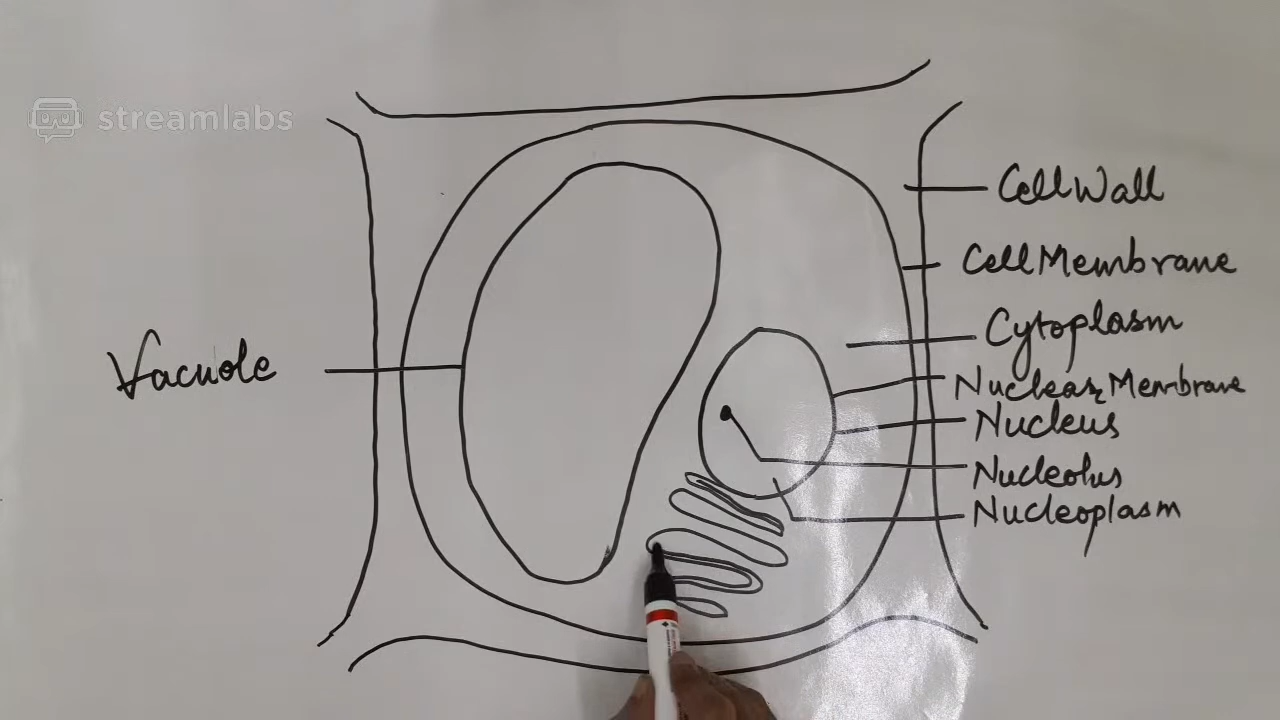 streamlabs
Cell Wall
Cell Membrane
Cytoplasm
Vacuole
Nuclear Membrane
Nucleus
Nucleolus
Nucleoplasm